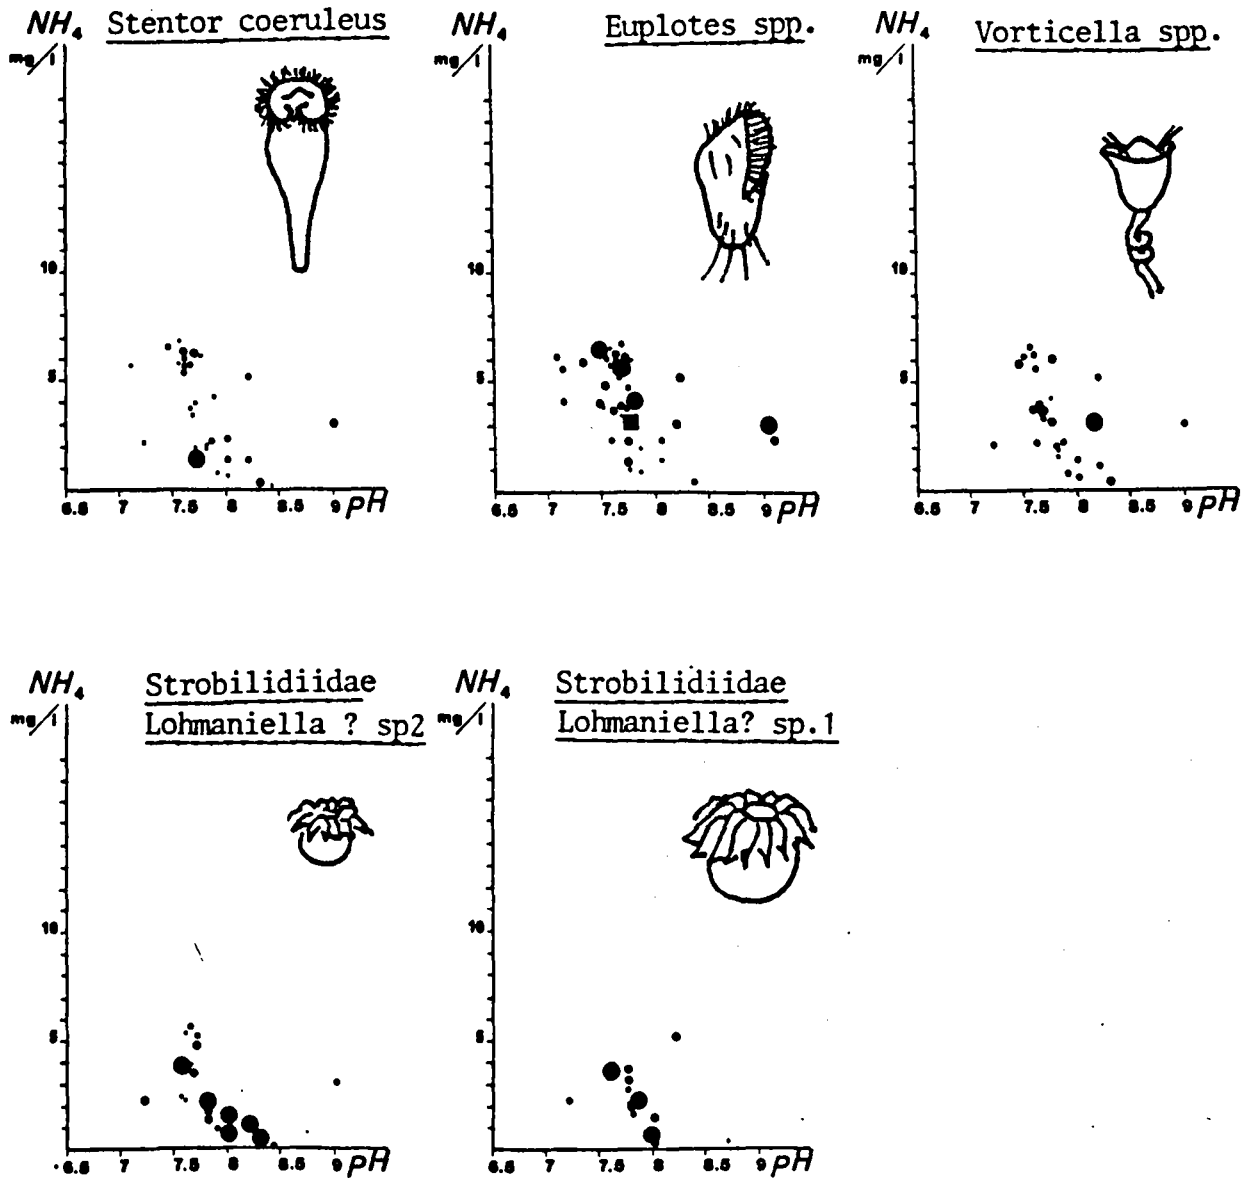 NH4 Stentor coeruleus
mg/l
10
5
6.5 7 7.5 8 8.5 9 pH
NH4 Euplotes spp.
mg/l
10
5
6.5 7 7.5 8 8.5 9 pH
NH4 Vorticella spp.
mg/l
10
5
6.5 7 7.5 8 8.5 9 pH
NH4 Strobilidiidae
mg/l Lohmaniella ? sp2
10
5
6.5 7 7.5 8 8.5 9 pH
NH4 Strobilidiidae
mg/l Lohmaniella? sp.1
10
5
6.5 7 7.5 8 8.5 9 pH